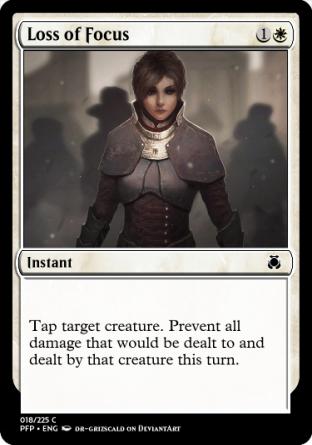 Loss of Focus 1
Instant
Tap target creature. Prevent all
damage that would be dealt to and
dealt by that creature this turn.
018/225 C
PFP • ENG DR-GRIZSCALD ON DEVIANTART